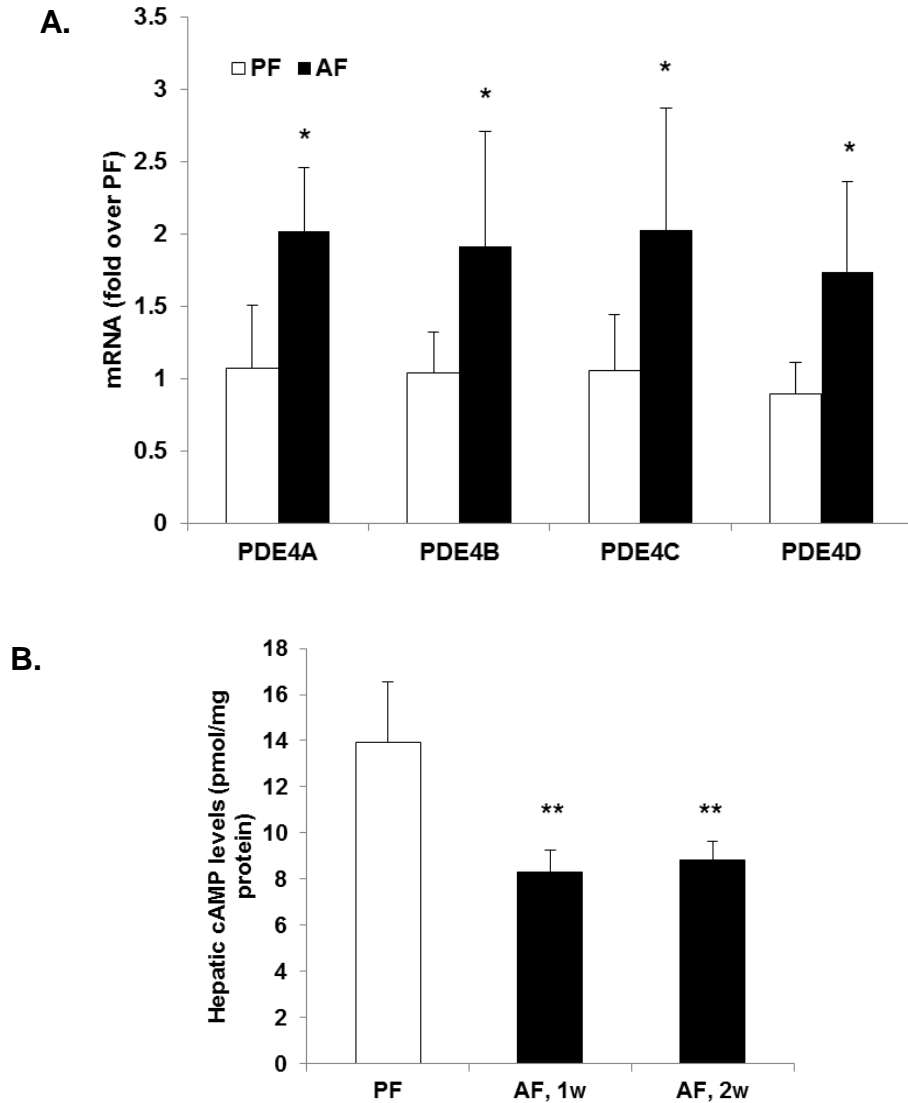 A.
3.5
3
2.5
2
1.5
1
0.5
0
mRNA (fold over PF)
PF AF
* * * *
PDE4A PDE4B PDE4C PDE4D
B.
18
16
14
12
10
8
6
4
2
0
Hepatic cAMP levels (pmol/mg
protein)
** **
PF AF, 1w AF, 2w